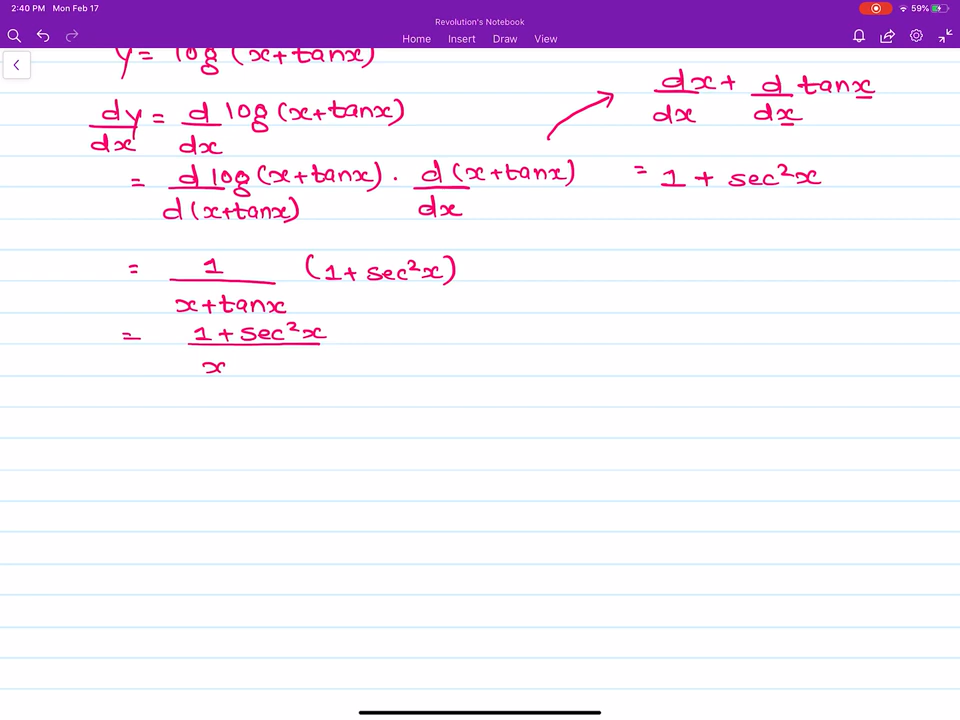 2:40 PM Mon Feb 17
59%
Revolution's Notebook
Home Insert Draw View
y = log (x+tanx)
dy/dx = d/dx log (x+tanx)
= d log (x+tanx)/d(x+tanx) · d (x+tanx)/dx
dx/dx + d/dx tanx
= 1 + sec²x
= 1/x+tanx (1+sec²x)
= 1+sec²x/x